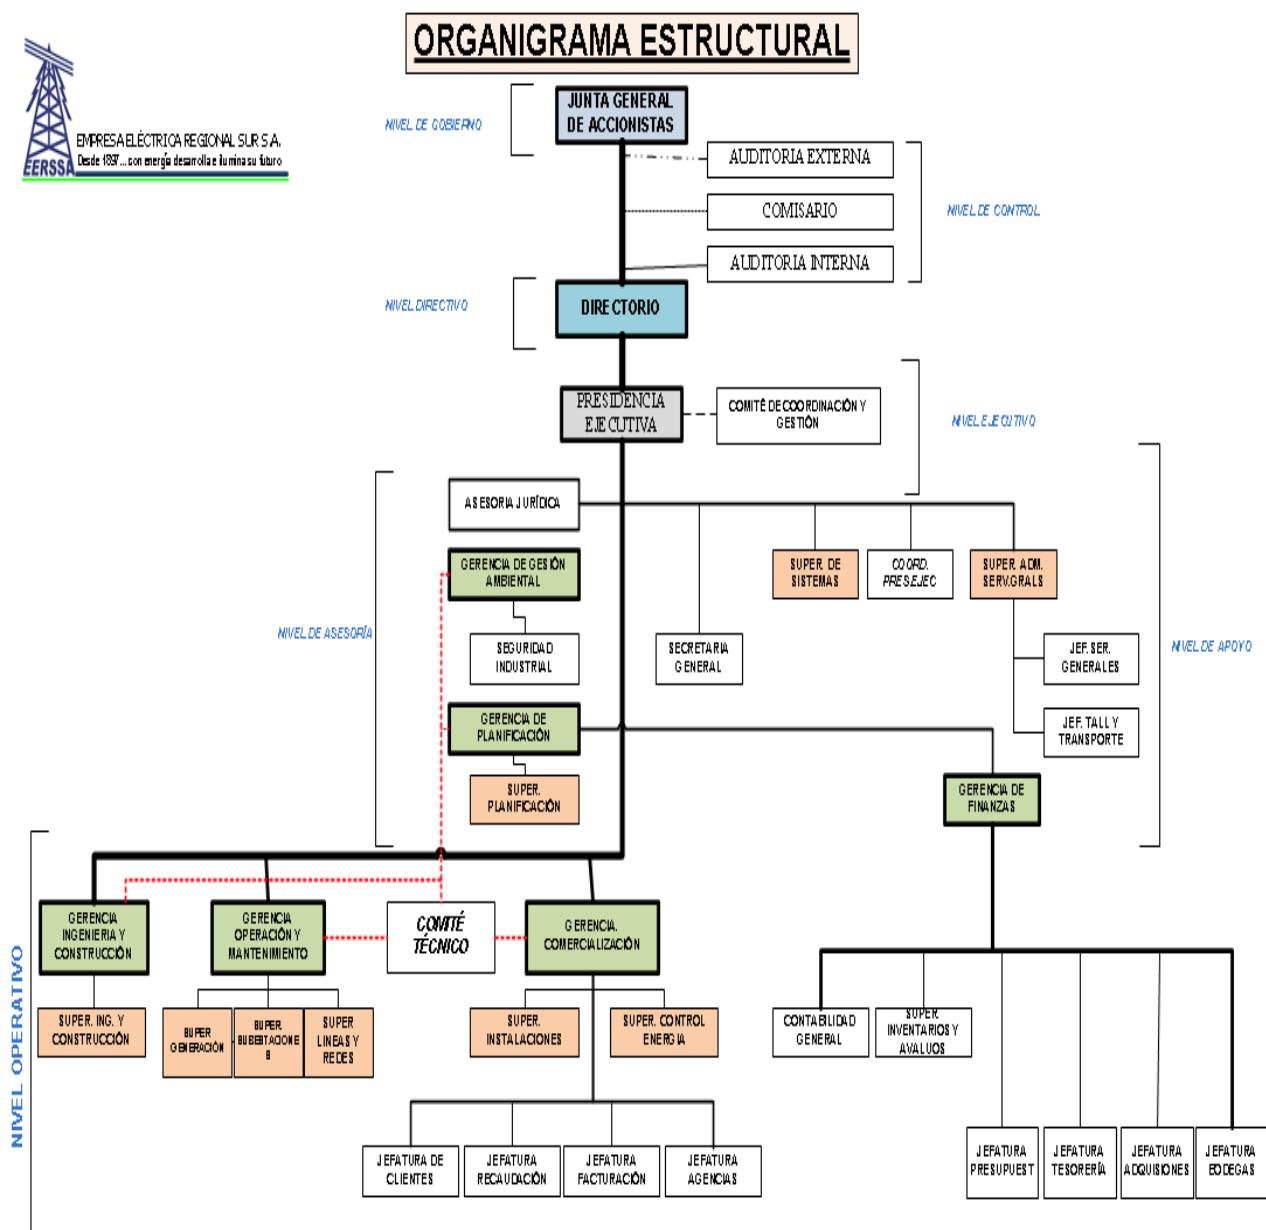 ORGANIGRAMA ESTRUCTURAL
EMPRESA ELÉCTRICA REGIONAL SUR S.A.
Desde 1897... con energía desarrolla e ilumina su futuro
EERSSA
NIVEL DE GOBIERNO
JUNTA GENERAL
DE ACCIONISTAS
AUDITORIA EXTERNA
COMISARIO
NIVEL DE CONTROL
AUDITORIA INTERNA
NIVEL DIRECTIVO
DIRECTORIO
PRESIDENCIA
EJECUTIVA
COMITÉ DE COORDINACIÓN Y
GESTIÓN
NIVEL EJECUTIVO
ASESORIA JURÍDICA
GERENCIA DE GESIÓN
AMBIENTAL
SUPER. DE
SISTEMAS
COORD.
PRES.EJEC
SUPER. ADM.
SERV.GRALS
NIVEL DE ASESORÍA
SEGURIDAD
INDUSTRIAL
SECRETARIA
GENERAL
JEF. SER.
GENERALES
NIVEL DE APOYO
GERENCIA DE
PLANIFICACIÓN
JEF. TALL Y
TRANSPORTE
SUPER.
PLANIFICACIÓN
GERENCIA DE
FINANZAS
NIVEL OPERATIVO
GERENCIA
INGENIERIA Y
CONSTRUCCIÓN
GERENCIA
OPERACIÓN Y
MANTENIMIENTO
COMITÉ
TÉCNICO
GERENCIA.
COMERCIALIZACIÓN
SUPER. ING. Y
CONSTRUCCIÓN
SUPER
GENERACIÓN
SUPER.
SUBESTACIONE
S
SUPER
LINEAS Y
REDES
SUPER.
INSTALACIONES
SUPER. CONTROL
ENERGIA
CONTABILIDAD
GENERAL
SUPER.
INVENTARIOS Y
AVALUOS
JEFATURA DE
CLIENTES
JEFATURA
RECAUDACIÓN
JEFATURA
FACTURACIÓN
JEFATURA
AGENCIAS
JEFATURA
PRESUPUEST
JEFATURA
TESORERÍA
JEFATURA
ADQUISIONES
JEFATURA
BODEGAS